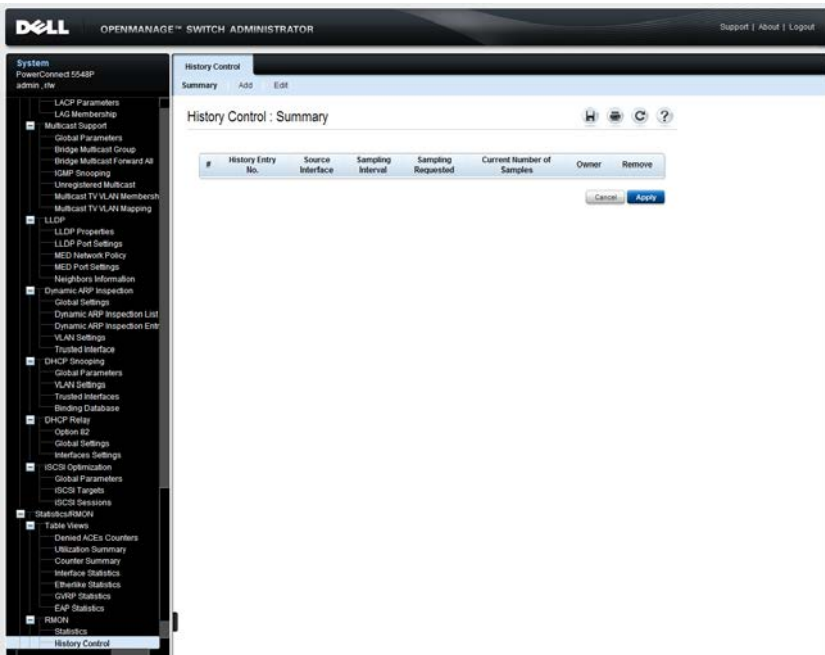 DELL
OPENMANAGE™ SWITCH ADMINISTRATOR
Support | About | Logout
System
PowerConnect 5548P
admin , r/w
LACP Parameters
LAG Membership
Multicast Support
Global Parameters
Bridge Multicast Group
Bridge Multicast Forward All
IGMP Snooping
Unregistered Multicast
Multicast TV VLAN Membersh
Multicast TV VLAN Mapping
LLDP
LLDP Properties
LLDP Port Settings
MED Network Policy
MED Port Settings
Neighbors Information
Dynamic ARP Inspection
Global Settings
Dynamic ARP Inspection List
Dynamic ARP Inspection Entr
VLAN Settings
Trusted Interface
DHCP Snooping
Global Parameters
VLAN Settings
Trusted Interfaces
Binding Database
DHCP Relay
Option 82
Global Settings
Interfaces Settings
iSCSI Optimization
Global Parameters
iSCSI Targets
iSCSI Sessions
Statistics/RMON
Table Views
Denied ACEs Counters
Utilization Summary
Counter Summary
Interface Statistics
Etherlike Statistics
GVRP Statistics
EAP Statistics
RMON
Statistics
History Control
History Control
Summary Add Edit
History Control : Summary
# History Entry No. Source Interface Sampling Interval Sampling Requested Current Number of Samples Owner Remove
Cancel Apply